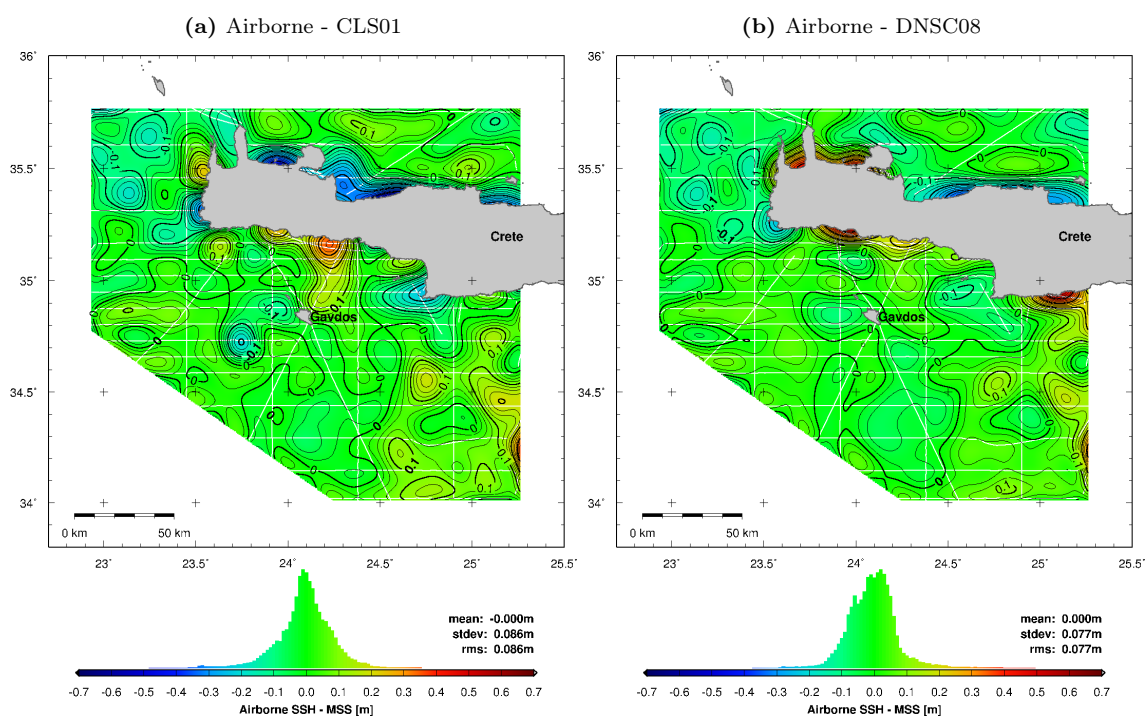 (a) Airborne - CLS01
(b) Airborne - DNSC08
36˚
35.5˚
35˚
34.5˚
34˚
Crete
Gavdos
0 km 50 km
23˚ 23.5˚ 24˚ 24.5˚ 25˚ 25.5˚
mean: -0.000m
stdev: 0.086m
rms: 0.086m
-0.7 -0.6 -0.5 -0.4 -0.3 -0.2 -0.1 0.0 0.1 0.2 0.3 0.4 0.5 0.6 0.7
Airborne SSH - MSS [m]
36˚
35.5˚
35˚
34.5˚
34˚
Crete
Gavdos
0 km 50 km
23˚ 23.5˚ 24˚ 24.5˚ 25˚ 25.5˚
mean: 0.000m
stdev: 0.077m
rms: 0.077m
-0.7 -0.6 -0.5 -0.4 -0.3 -0.2 -0.1 0.0 0.1 0.2 0.3 0.4 0.5 0.6 0.7
Airborne SSH - MSS [m]